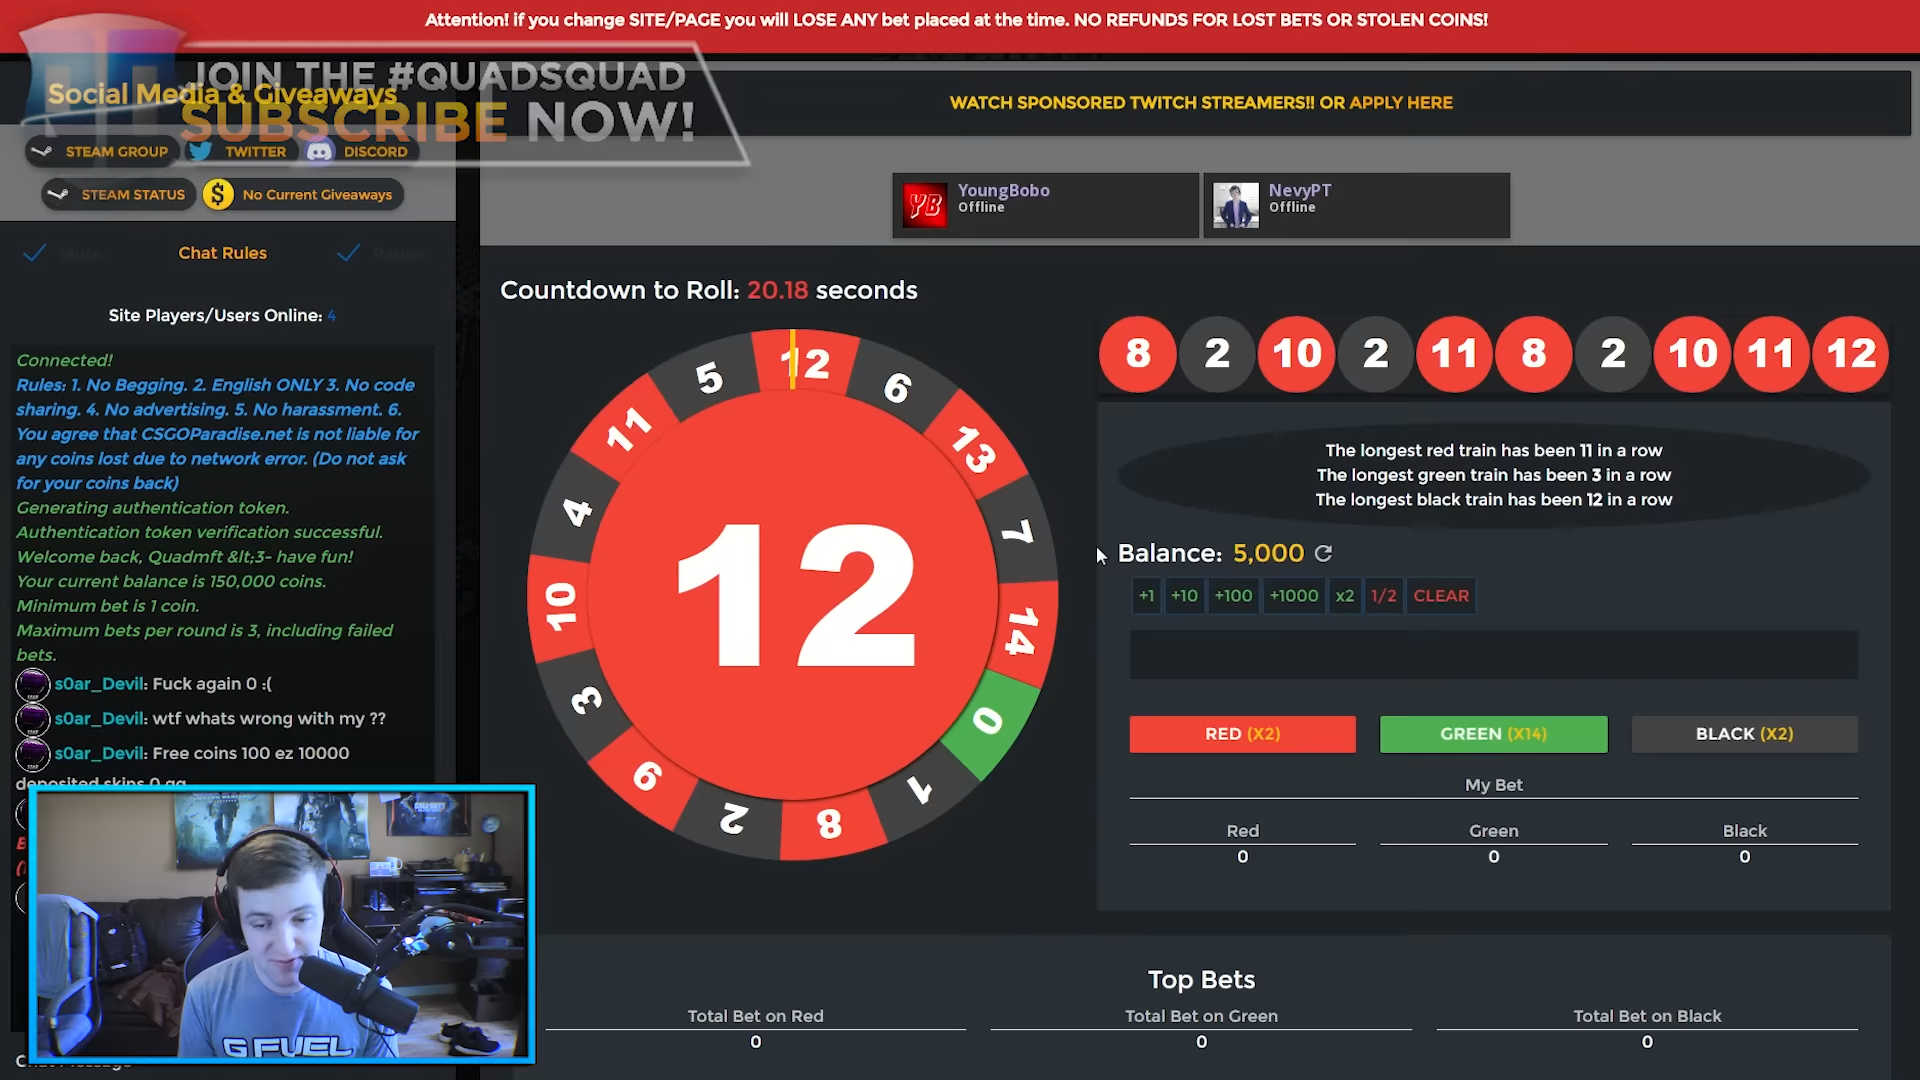 Attention! if you change SITE/PAGE you will LOSE ANY bet placed at the time. NO REFUNDS FOR LOST BETS OR STOLEN COINS!
JOIN THE #QUADSQUAD
SUBSCRIBE NOW!
Social Media & Giveaways
STEAM GROUP
TWITTER
DISCORD
STEAM STATUS
No Current Giveaways
WATCH SPONSORED TWITCH STREAMERS!! OR APPLY HERE
YB
YoungBobo
Offline
NevyPT
Offline
Chat Rules
Site Players/Users Online: 4
Connected!
Rules: 1. No Begging. 2. English ONLY 3. No code
sharing. 4. No advertising. 5. No harassment. 6.
You agree that CSGOParadise.net is not liable for
any coins lost due to network error. (Do not ask
for your coins back)
Generating authentication token.
Authentication token verification successful.
Welcome back, Quadmft &lt;3- have fun!
Your current balance is 150,000 coins.
Minimum bet is 1 coin.
Maximum bets per round is 3, including failed
bets.
s0ar_Devil: Fuck again 0 :(
s0ar_Devil: wtf whats wrong with my ??
s0ar_Devil: Free coins 100 ez 10000
deposited skins 0 gg
G FUEL
Countdown to Roll: 20.18 seconds
12
6
13
7
14
0
1
8
2
9
3
10
4
11
5
12
8 2 10 2 11 8 2 10 11 12
The longest red train has been 11 in a row
The longest green train has been 3 in a row
The longest black train has been 12 in a row
Balance: 5,000
+1 +10 +100 +1000 x2 1/2 CLEAR
RED (X2)
GREEN (X14)
BLACK (X2)
My Bet
Red
Green
Black
0
0
0
Top Bets
Total Bet on Red
Total Bet on Green
Total Bet on Black
0
0
0